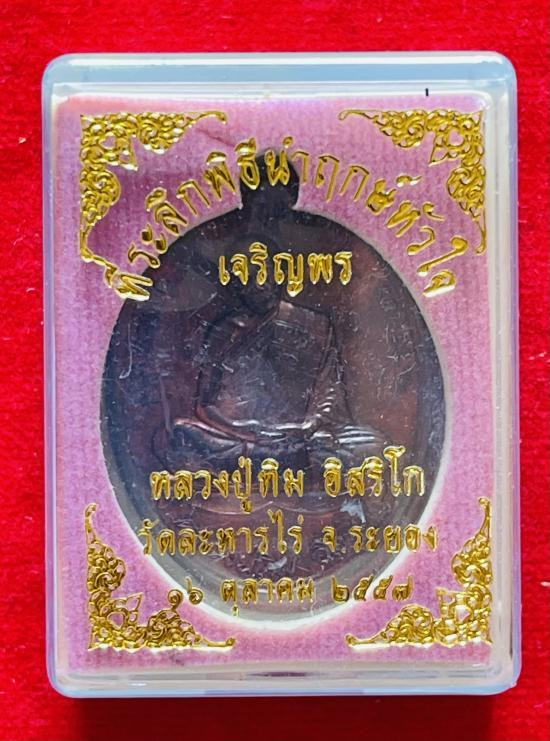 ที่ระลึกพิธีนำฤกษ์หัวใจ
เจริญพร
หลวงปู่ทิม อิสริโก
วัดละหารไร่ จ.ระยอง
๑๖ ตุลาคม ๒๕๕๗